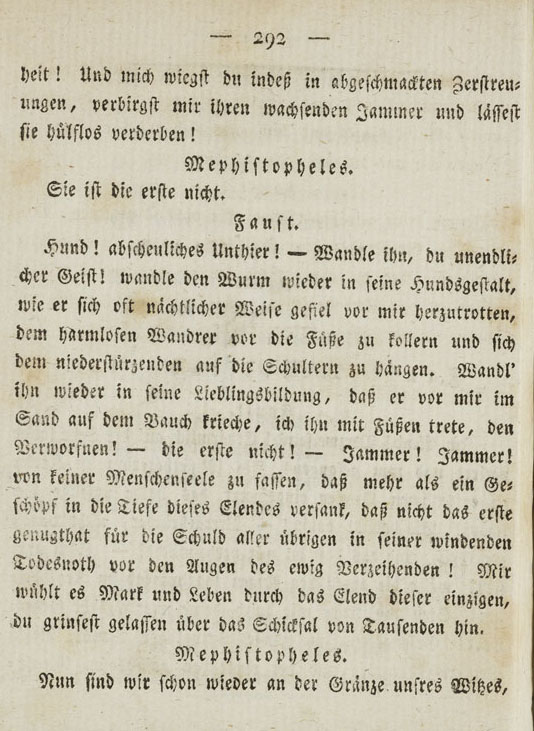 — 292 —
heit! Und mich wiegst du indeß in abgeschmackten Zerstreu-
ungen, verbirgst mir ihren wachsenden Jammer und lässest
sie hülflos verderben!
Mephistopheles.
Sie ist die erste nicht.
Faust.
Hund! abscheuliches Unthier! — Wandle ihn, du unendli-
cher Geist! wandle den Wurm wieder in seine Hundsgestalt,
wie er sich oft nächtlicher Weise gefiel vor mir herzutrotten,
dem harmlosen Wandrer vor die Füße zu kollern und sich
dem niederstürzenden auf die Schultern zu hängen. Wandl'
ihn wieder in seine Lieblingsbildung, daß er vor mir im
Sand auf dem Bauch krieche, ich ihn mit Füßen trete, den
Verworfnen! — die erste nicht! — Jammer! Jammer!
von keiner Menschenseele zu fassen, daß mehr als ein Ge-
schöpf in die Tiefe dieses Elendes versank, daß nicht das erste
genugthat für die Schuld aller übrigen in seiner windenden
Todesnoth vor den Augen des ewig Verzeihenden! Mir
wühlt es Mark und Leben durch das Elend dieser einzigen,
du grinsest gelassen über das Schicksal von Tausenden hin.
Mephistopheles.
Nun sind wir schon wieder an der Gränze unsres Witzes,